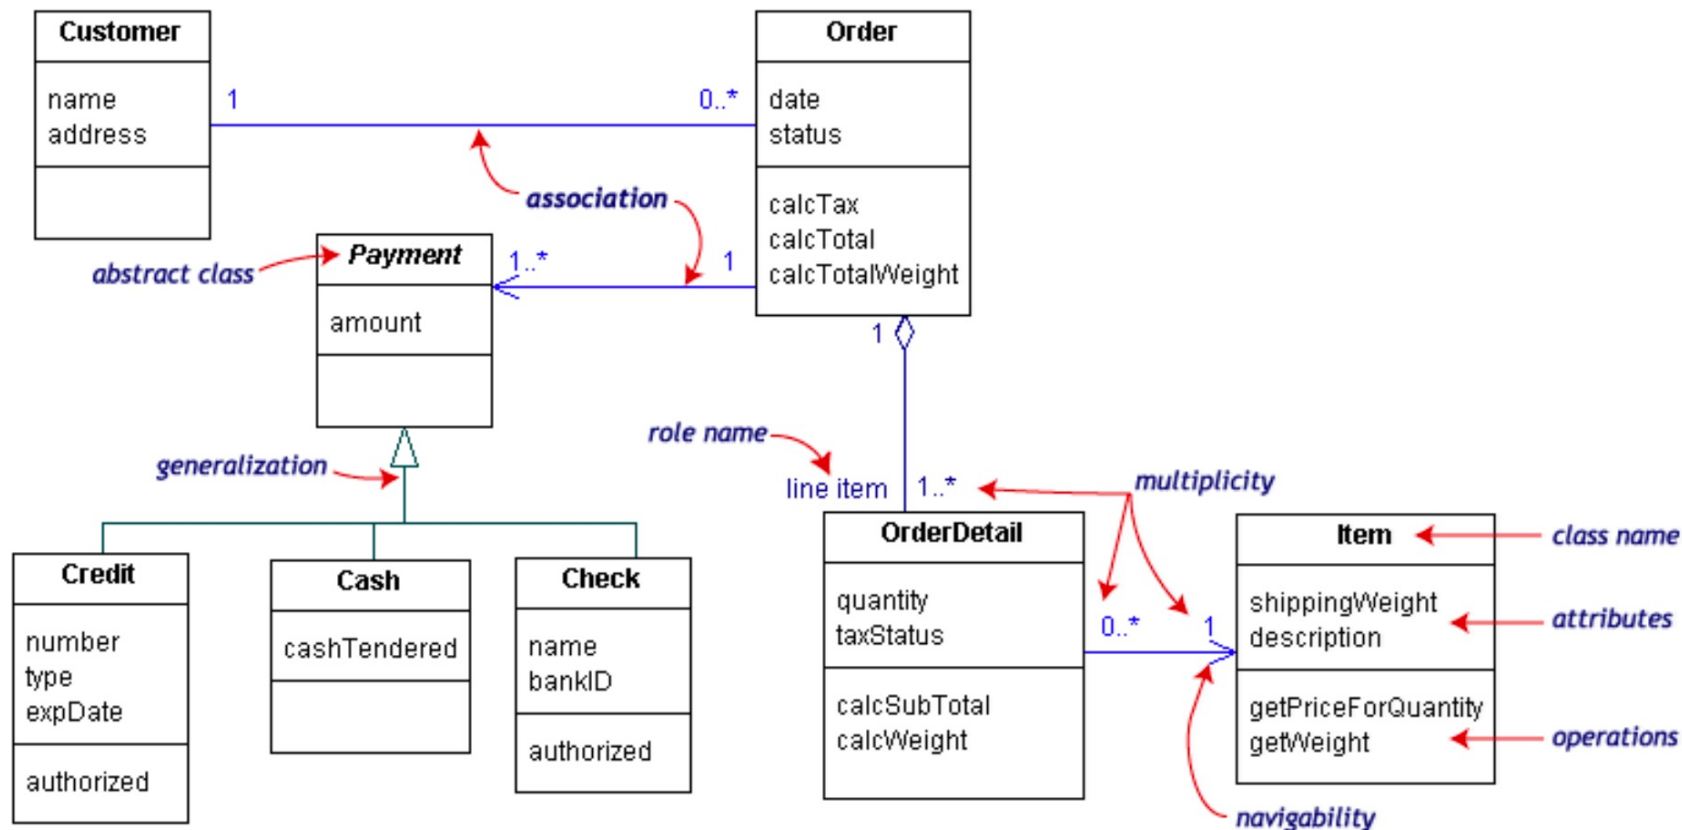 Customer
name
address
1
0..*
Order
date
status
calcTax
calcTotal
calcTotalWeight
association
abstract class
Payment
amount
1..*
1
1
generalization
role name
line item
1..*
multiplicity
Credit
number
type
expDate
authorized
Cash
cashTendered
Check
name
bankID
authorized
OrderDetail
quantity
taxStatus
calcSubTotal
calcWeight
0..*
1
Item
shippingWeight
description
getPriceForQuantity
getWeight
class name
attributes
operations
navigability